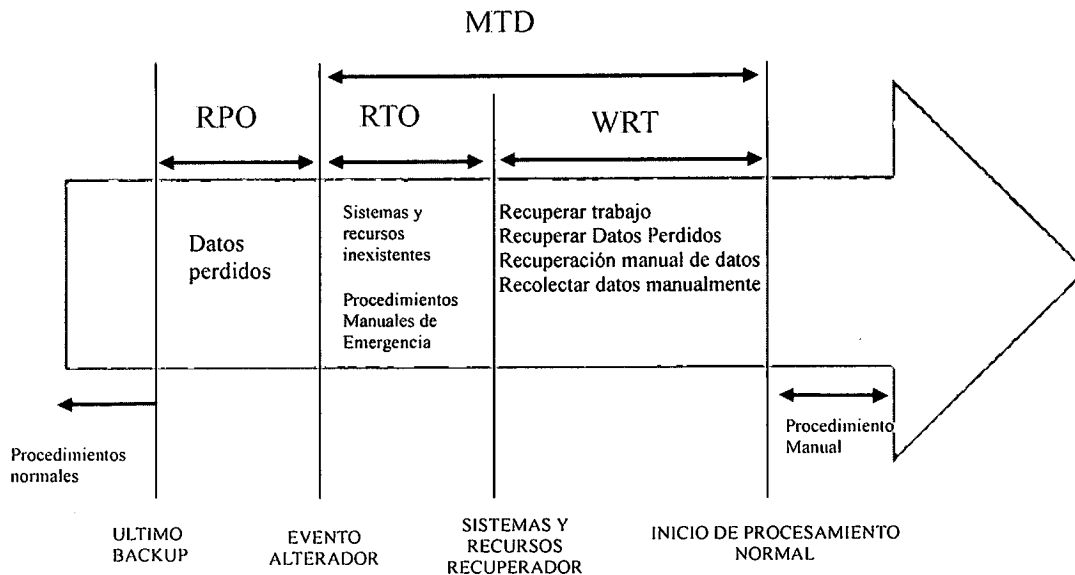 MTD
RPO
RTO
WRT
Datos
perdidos
Sistemas y
recursos
inexistentes
Procedimientos
Manuales de
Emergencia
Recuperar trabajo
Recuperar Datos Perdidos
Recuperación manual de datos
Recolectar datos manualmente
Procedimientos
normales
Procedimiento
Manual
ULTIMO
BACKUP
EVENTO
ALTERADOR
SISTEMAS Y
RECURSOS
RECUPERADOR
INICIO DE PROCESAMIENTO
NORMAL